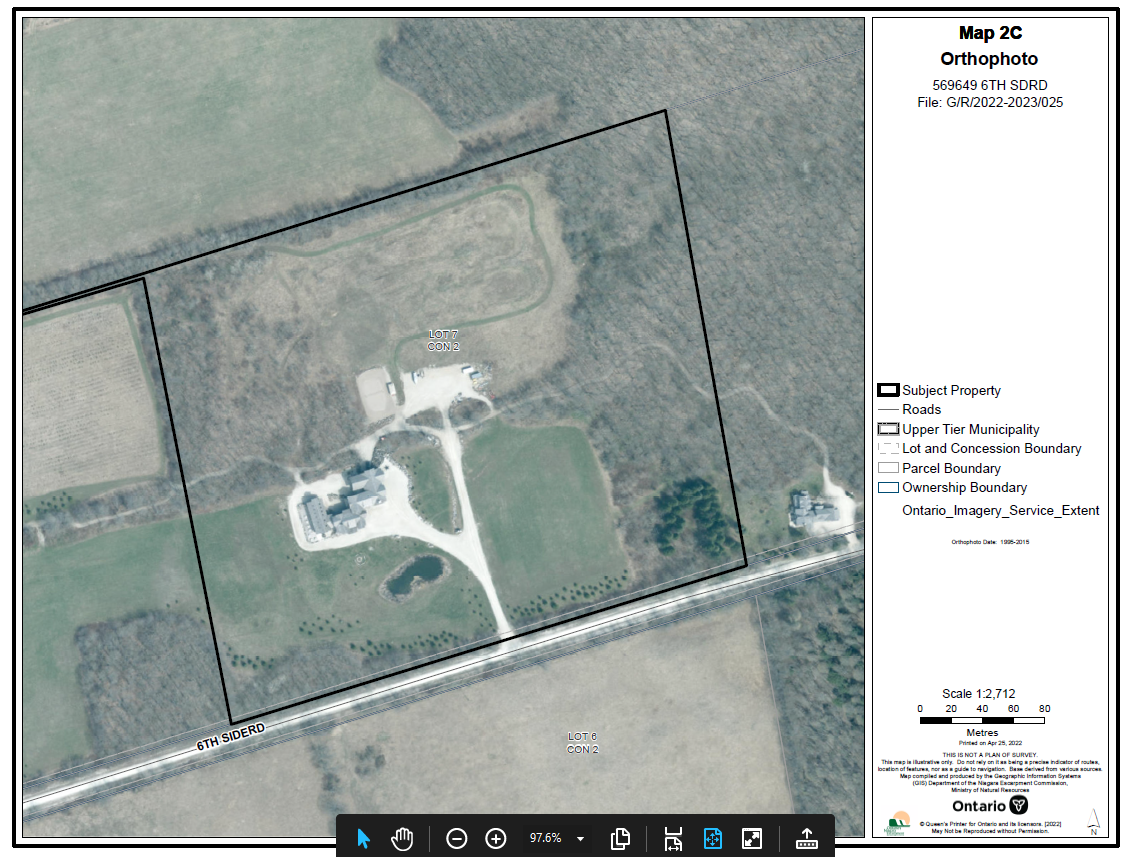 Map 2C
Orthophoto
569649 6TH SDRD
File: G/R/2022-2023/025
LOT 7
CON 2
6TH SIDERD
LOT 6
CON 2
Subject Property
Roads
Upper Tier Municipality
Lot and Concession Boundary
Parcel Boundary
Ownership Boundary
Ontario_Imagery_Service_Extent
Orthophoto Date: 1995-2015
Scale 1:2,712
0 20 40 60 80
Metres
Printed on Apr 25, 2022
THIS IS NOT A PLAN OF SURVEY.
This map is illustrative only. Do not rely on it as being a precise indicator of routes,
location of features, nor as a guide to navigation. Base derived from various sources.
Map compiled and produced by the Geographic Information Systems
(GIS) Department of the Niagara Escarpment Commission,
Ministry of Natural Resources
Ontario
© Queen's Printer for Ontario and its licensors. [2022]
May Not be Reproduced without Permission.
N
97.6%